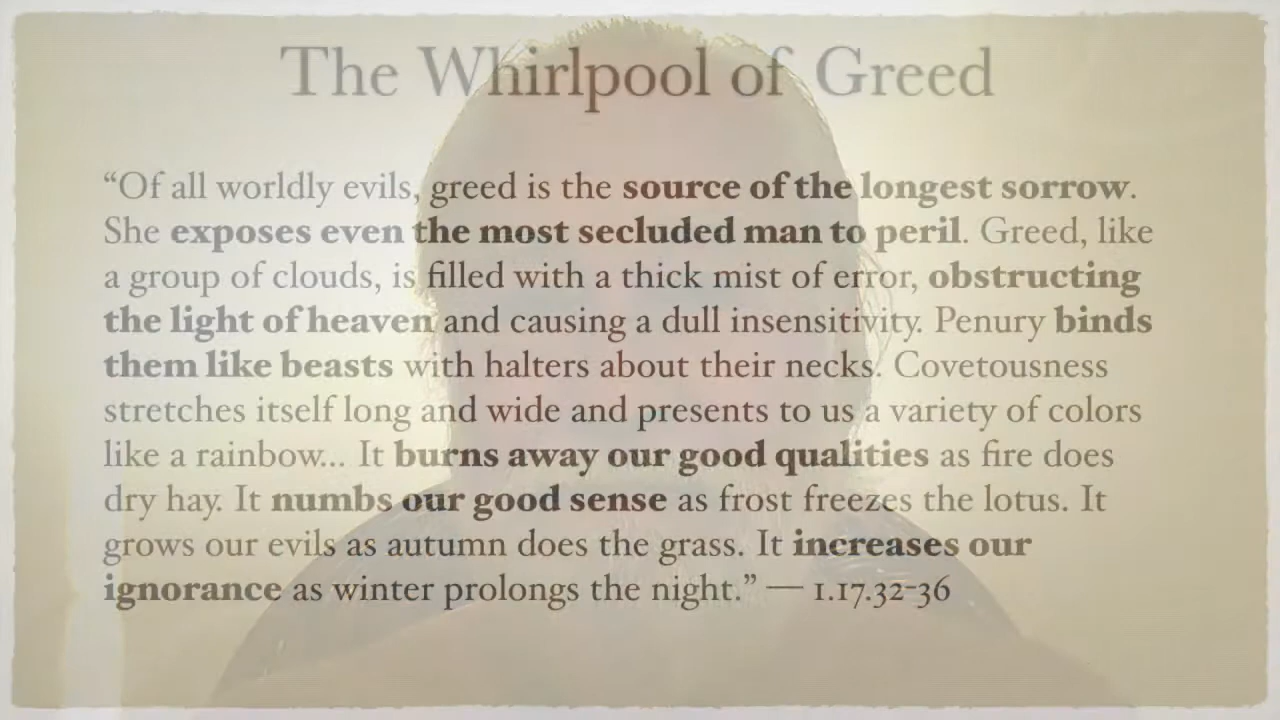 The Whirlpool of Greed
“Of all worldly evils, greed is the source of the longest sorrow.
She exposes even the most secluded man to peril. Greed, like
a group of clouds, is filled with a thick mist of error, obstructing
the light of heaven and causing a dull insensitivity. Penury binds
them like beasts with halters about their necks. Covetousness
stretches itself long and wide and presents to us a variety of colors
like a rainbow... It burns away our good qualities as fire does
dry hay. It numbs our good sense as frost freezes the lotus. It
grows our evils as autumn does the grass. It increases our
ignorance as winter prolongs the night.” — 1.17.32-36